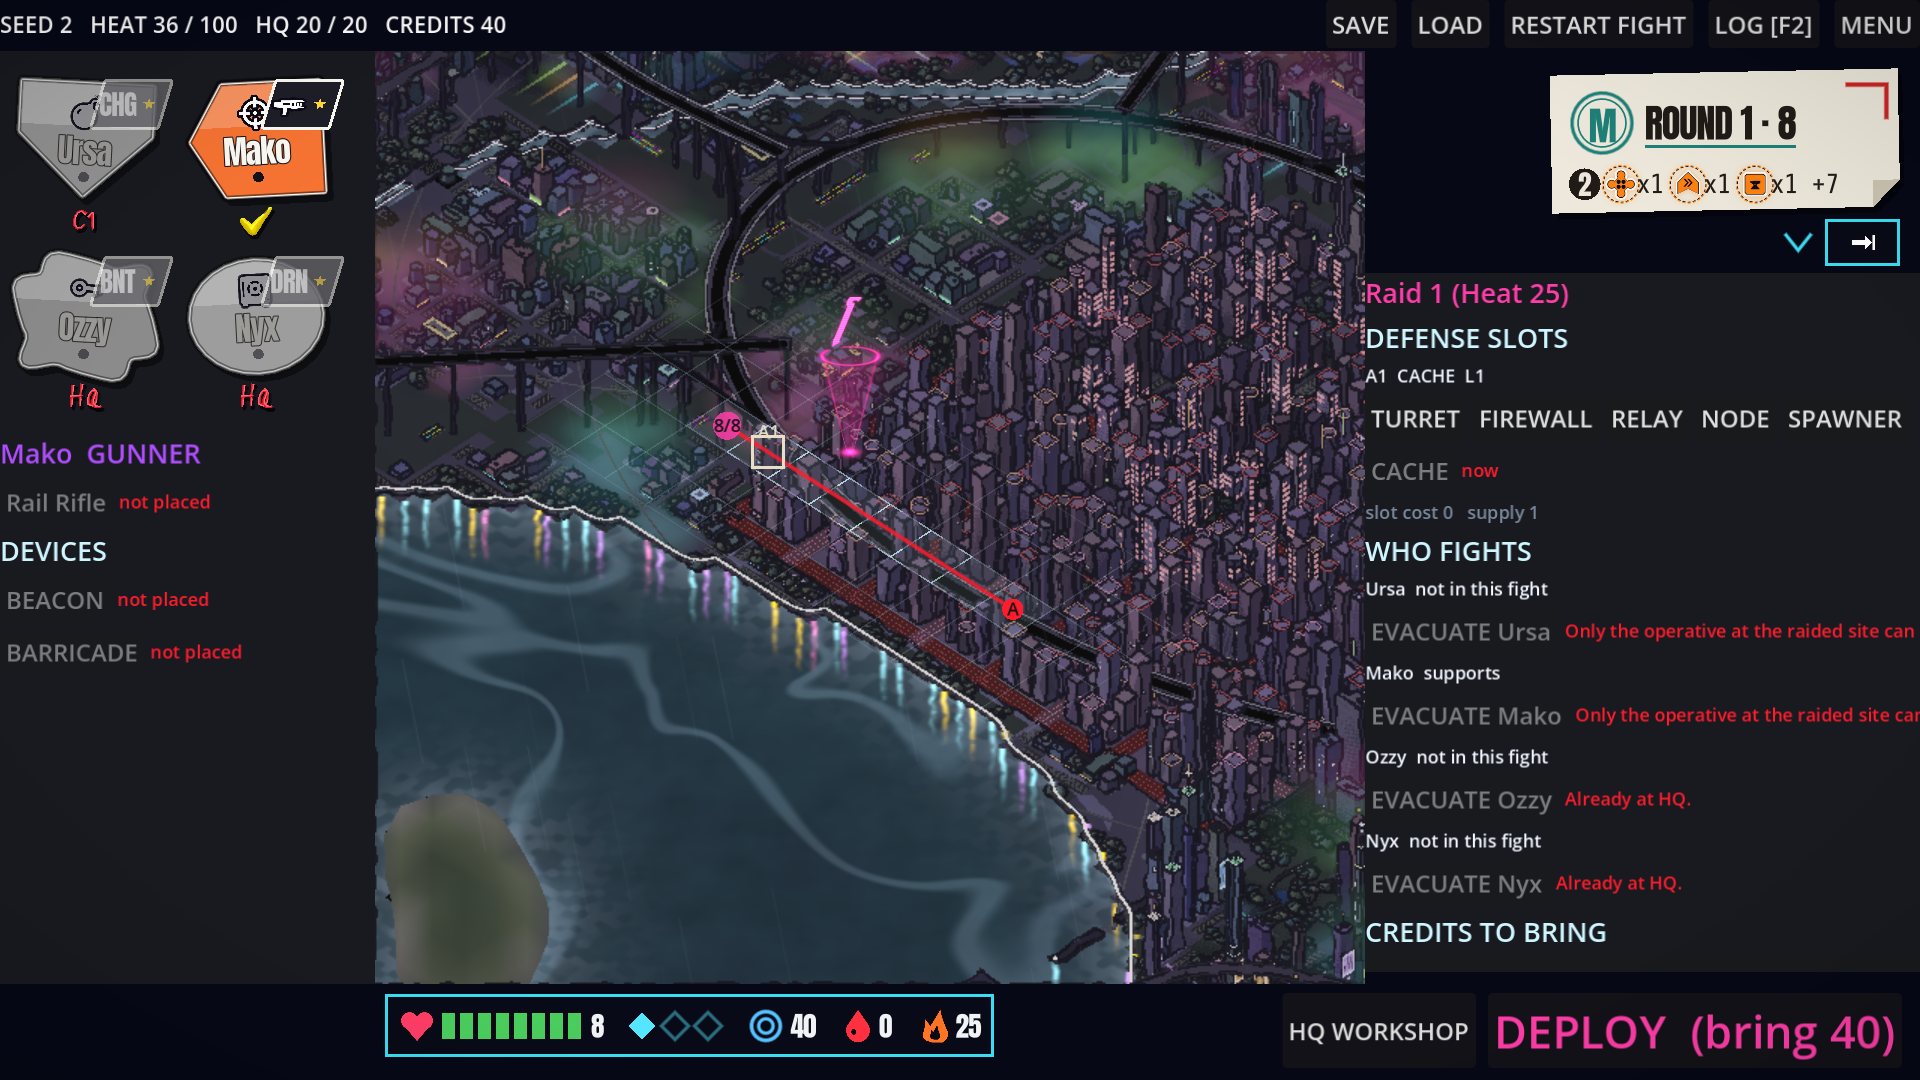 SEED 2 HEAT 36 / 100 HQ 20 / 20 CREDITS 40
SAVE LOAD RESTART FIGHT LOG [F2] MENU
CHG
Ursa
C1
Mako
BNT
Ozzy
HQ
DRN
Nyx
HQ
Mako GUNNER
Rail Rifle not placed
DEVICES
BEACON not placed
BARRICADE not placed
8/8
A1
A
M ROUND 1 · 8
2 x1 x1 x1 +7
Raid 1 (Heat 25)
DEFENSE SLOTS
A1 CACHE L1
TURRET FIREWALL RELAY NODE SPAWNER
CACHE now
slot cost 0 supply 1
WHO FIGHTS
Ursa not in this fight
EVACUATE Ursa Only the operative at the raided site can
Mako supports
EVACUATE Mako Only the operative at the raided site can
Ozzy not in this fight
EVACUATE Ozzy Already at HQ.
Nyx not in this fight
EVACUATE Nyx Already at HQ.
CREDITS TO BRING
8 40 0 25
HQ WORKSHOP
DEPLOY (bring 40)